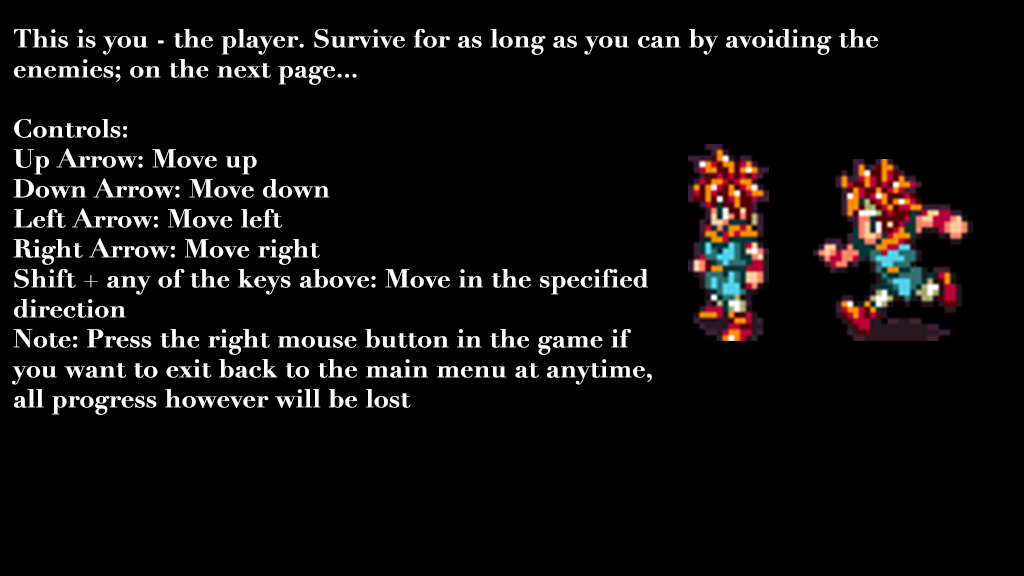 This is you - the player. Survive for as long as you can by avoiding the
enemies; on the next page...
Controls:
Up Arrow: Move up
Down Arrow: Move down
Left Arrow: Move left
Right Arrow: Move right
Shift + any of the keys above: Move in the specified
direction
Note: Press the right mouse button in the game if
you want to exit back to the main menu at anytime,
all progress however will be lost